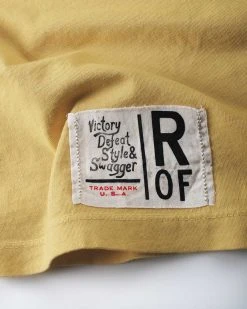 Victory
Defeat
Style &
Swagger
TRADE MARK
U.S.A.
R
OF